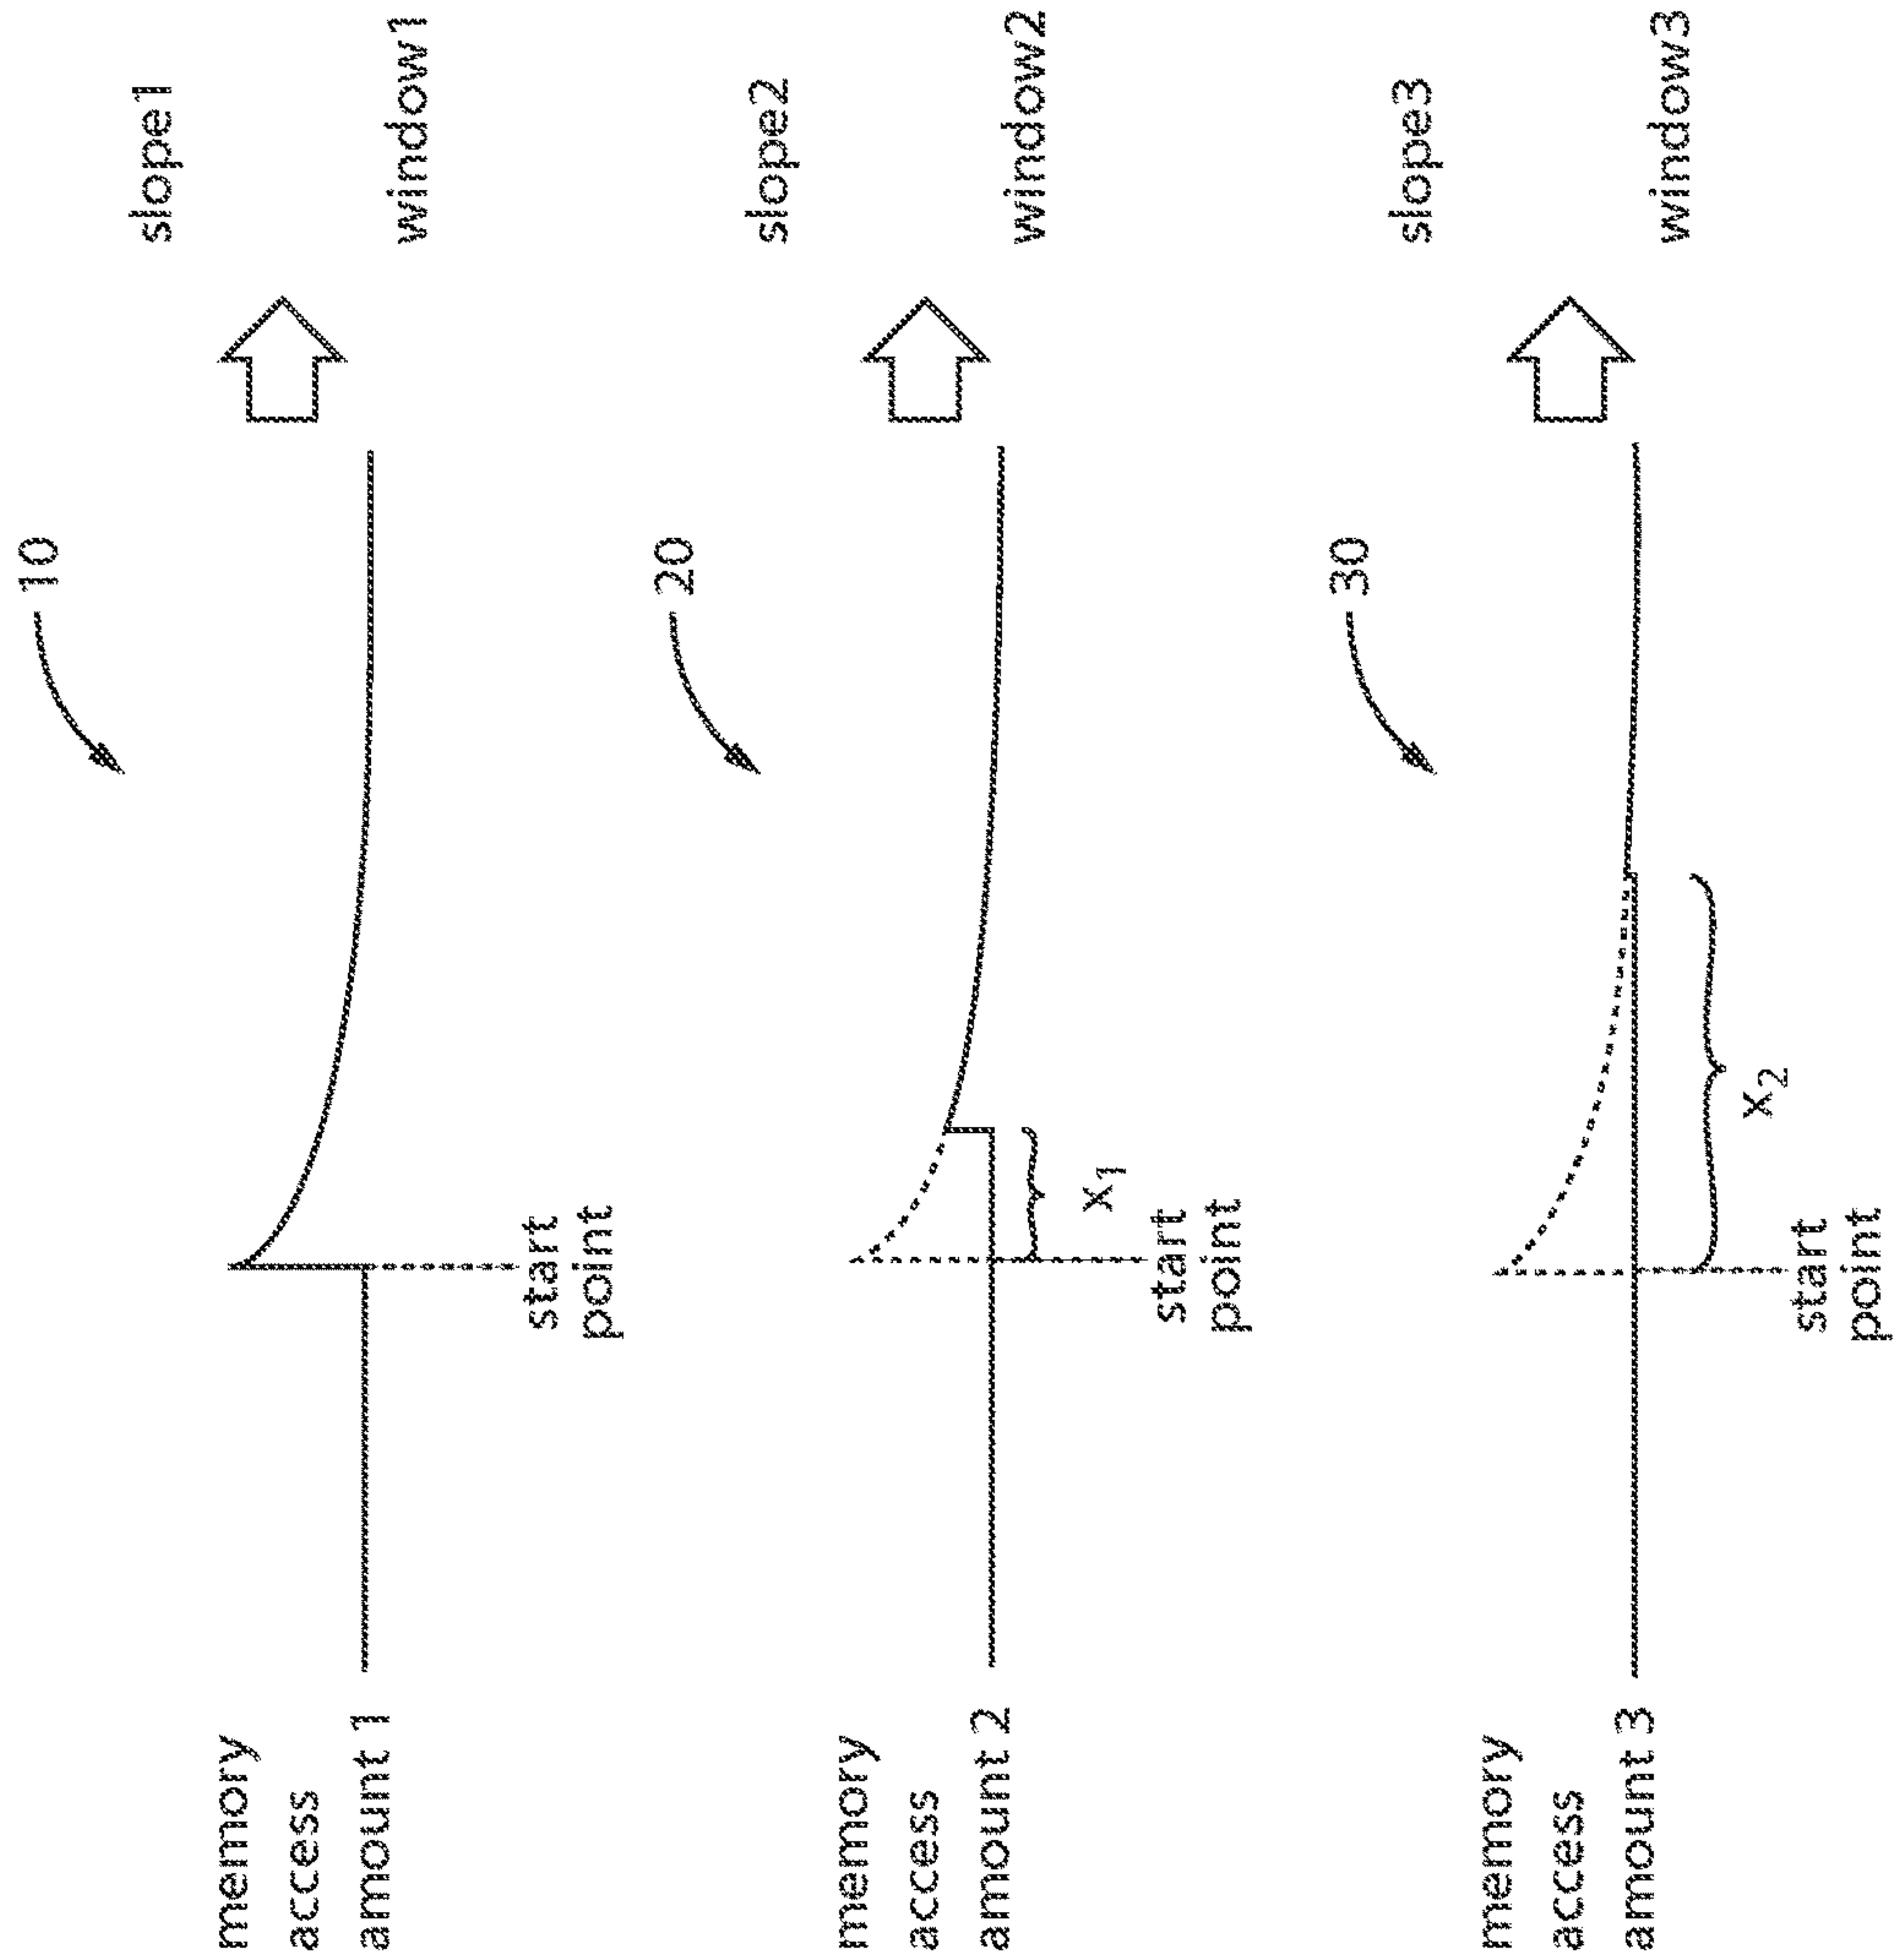 10
slope1
memory
access
amount 1
window1
start
point
20
slope2
memory
access
amount 2
window2
x1
start
point
30
slope3
memory
access
amount 3
window3
x2
start
point